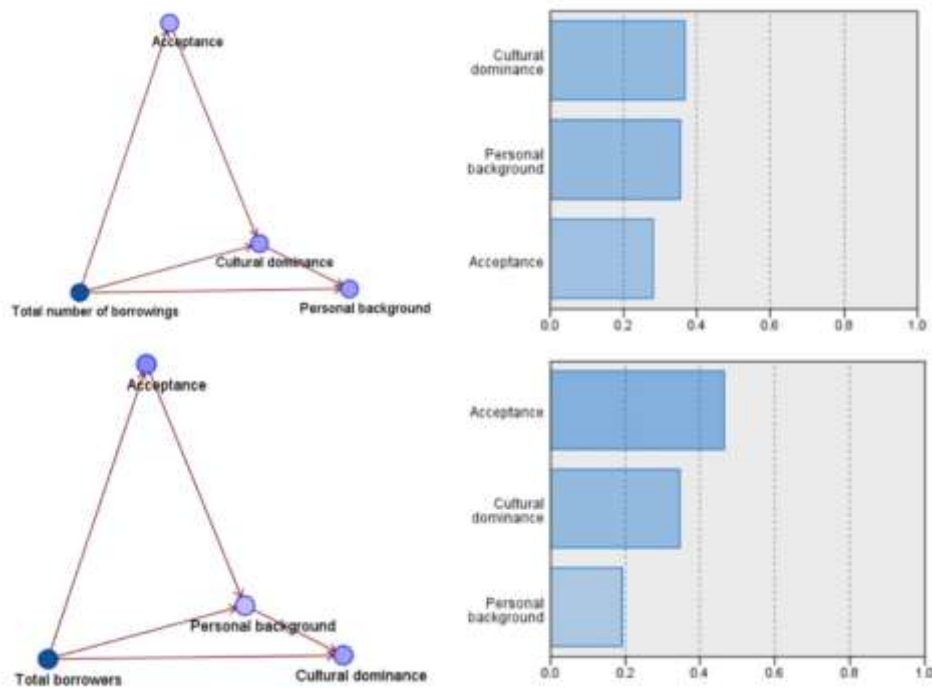 Acceptance
Cultural dominance
Total number of borrowings
Personal background
Cultural
dominance
Personal
background
Acceptance
0.0 0.2 0.4 0.6 0.8 1.0
Acceptance
Personal background
Total borrowers
Cultural dominance
Acceptance
Cultural
dominance
Personal
background
0.0 0.2 0.4 0.6 0.8 1.0